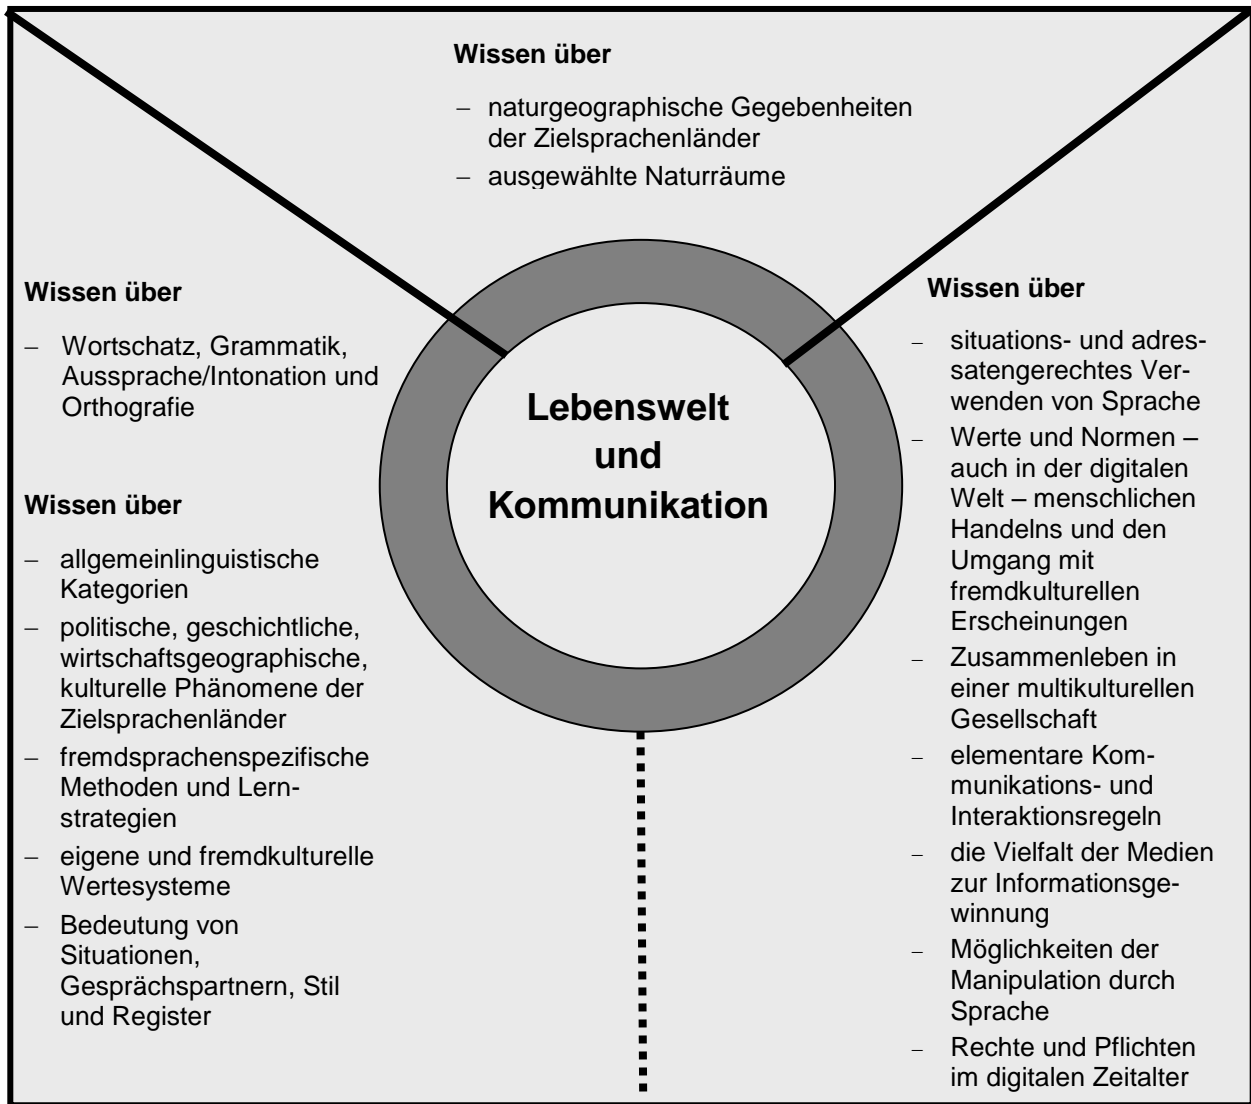 Wissen über
– naturgeographische Gegebenheiten
der Zielsprachenländer
– ausgewählte Naturräume
Wissen über
– Wortschatz, Grammatik,
Aussprache/Intonation und
Orthografie
Wissen über
– allgemeinlinguistische
Kategorien
– politische, geschichtliche,
wirtschaftsgeographische,
kulturelle Phänomene der
Zielsprachenländer
– fremdsprachenspezifische
Methoden und Lern-
strategien
– eigene und fremdkulturelle
Wertesysteme
– Bedeutung von
Situationen,
Gesprächspartnern, Stil
und Register
Lebenswelt
und
Kommunikation
Wissen über
– situations- und adres-
satengerechtes Ver-
wenden von Sprache
– Werte und Normen –
auch in der digitalen
Welt – menschlichen
Handelns und den
Umgang mit
fremdkulturellen
Erscheinungen
– Zusammenleben in
einer multikulturellen
Gesellschaft
– elementare Kom-
munikations- und
Interaktionsregeln
– die Vielfalt der Medien
zur Informationsge-
winnung
– Möglichkeiten der
Manipulation durch
Sprache
– Rechte und Pflichten
im digitalen Zeitalter